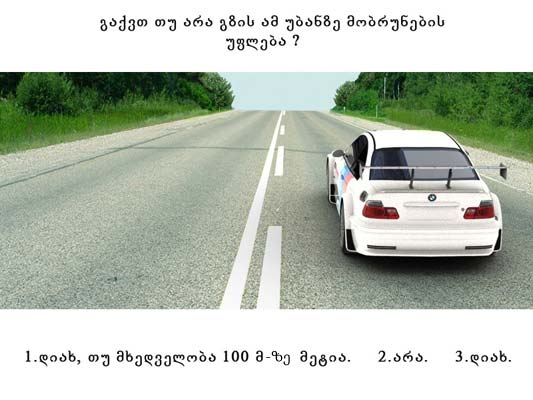 გაქვთ თუ არა გზის ამ უბანზე მობრუნების
უფლება ?
1.დიახ, თუ მხედველობა 100 მ-ზე მეტია. 2.არა. 3.დიახ.